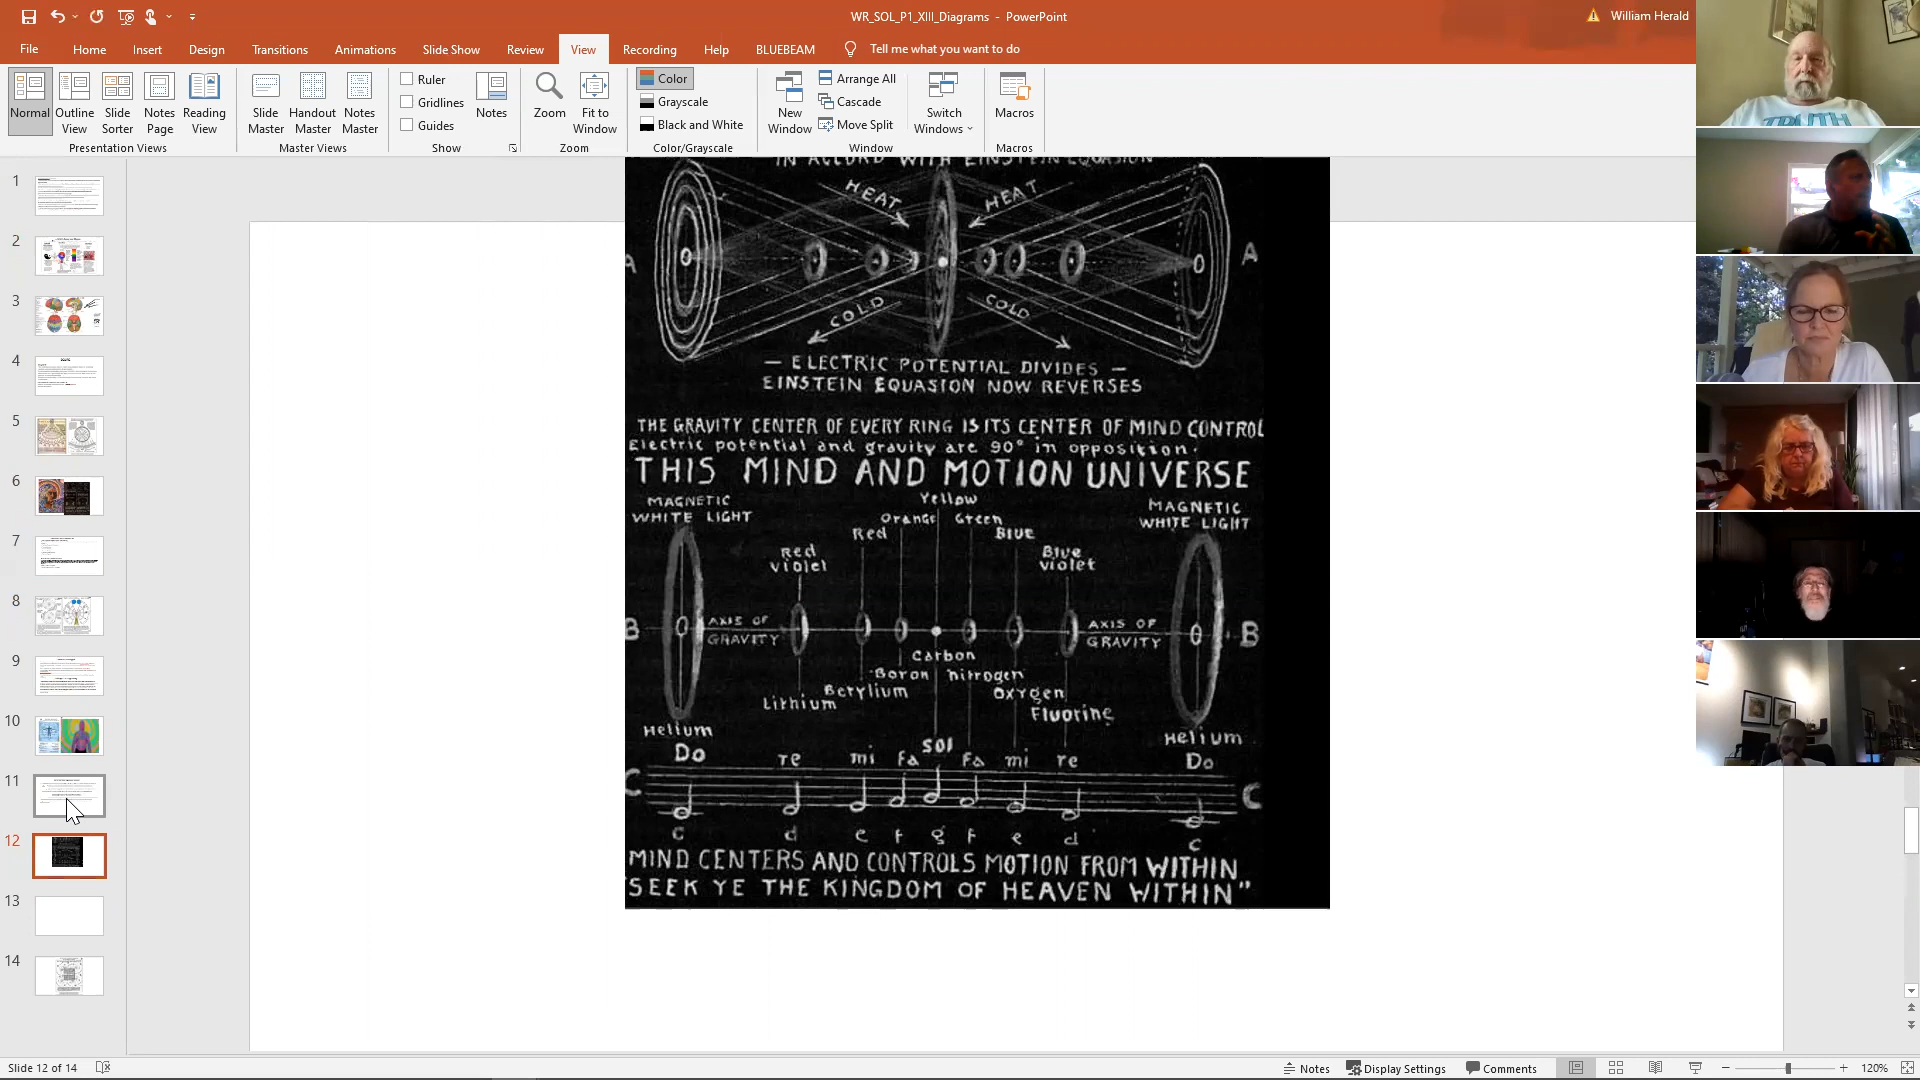 WR_SOL_P1_XIII_Diagrams - PowerPoint
William Herald
File Home Insert Design Transitions Animations Slide Show Review View Recording Help BLUEBEAM Tell me what you want to do
Normal
Outline View
Slide Sorter
Notes Page
Reading View
Presentation Views
Slide Master
Handout Master
Notes Master
Master Views
Ruler
Gridlines
Guides
Notes
Show
Zoom
Fit to Window
Zoom
Color
Grayscale
Black and White
Color/Grayscale
New Window
Arrange All
Cascade
Move Split
Switch Windows
Window
Macros
Macros
1
2
3
4
5
6
7
8
9
10
11
12
13
14
IN ACCORD WITH EINSTEIN EQUASION
HEAT HEAT
A A
COLD COLD
— ELECTRIC POTENTIAL DIVIDES —
EINSTEIN EQUASION NOW REVERSES
THE GRAVITY CENTER OF EVERY RING IS ITS CENTER OF MIND CONTROL
Electric potential and gravity are 90° in opposition.
THIS MIND AND MOTION UNIVERSE
MAGNETIC WHITE LIGHT
Yellow
MAGNETIC WHITE LIGHT
Orange Green
Red Blue
Red violet
Blue violet
B AXIS OF GRAVITY
AXIS OF GRAVITY B
Carbon
Boron nitrogen
Berylium Oxygen
Lithium Fluorine
Helium Helium
Do re mi fa sol fa mi re Do
C C
c d e f g f e d c
MIND CENTERS AND CONTROLS MOTION FROM WITHIN
"SEEK YE THE KINGDOM OF HEAVEN WITHIN"
TRUTH
Slide 12 of 14
Notes Display Settings Comments 120%